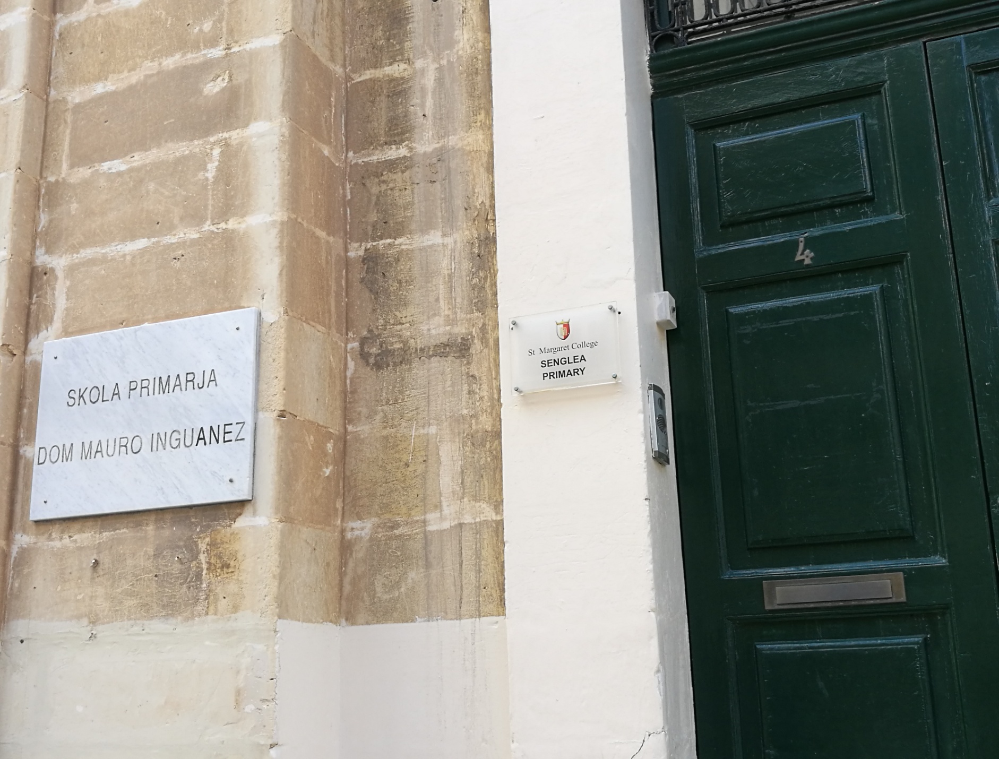 SKOLA PRIMARJA
DOM MAURO INGUANEZ
St Margaret College
SENGLEA
PRIMARY
4